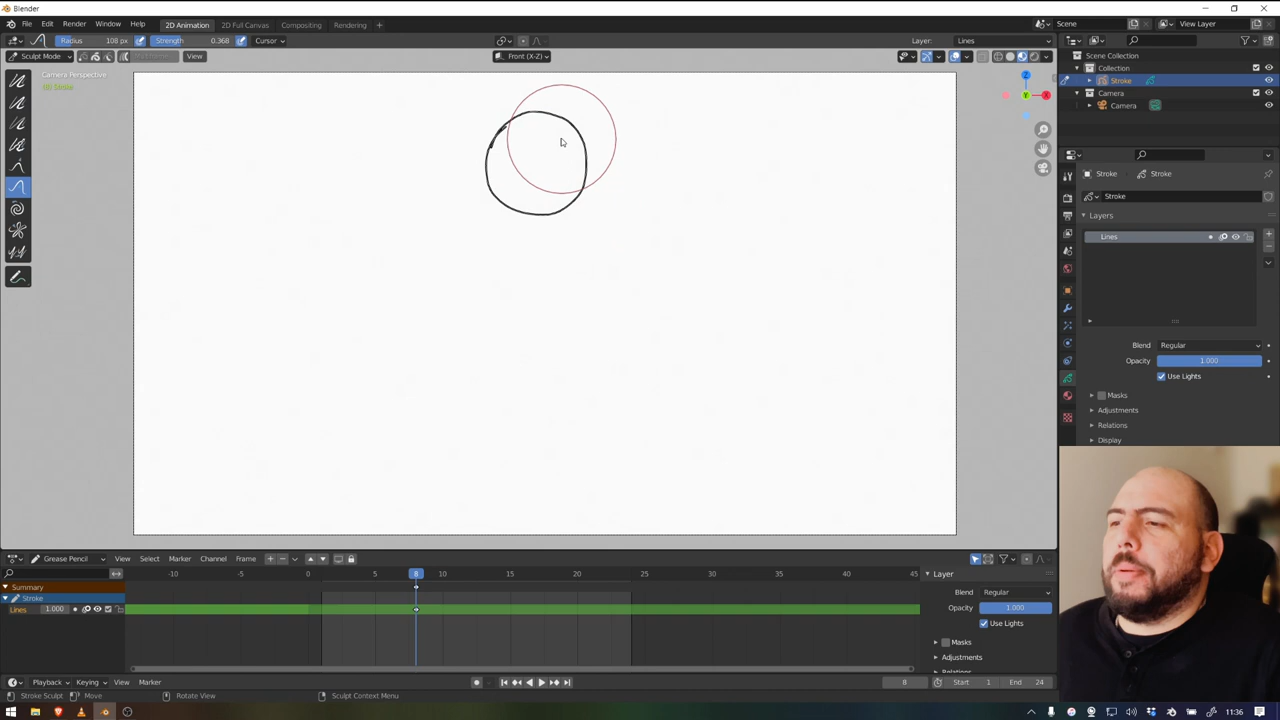 Blender
File Edit Render Window Help 2D Animation 2D Full Canvas Compositing Rendering + Scene View Layer
Radius 108 px Strength 0.368 Cursor Layer: Lines
Sculpt Mode View Front (X-Z)
Camera Perspective
Scene Collection
Collection
Stroke
Camera
Camera
Stroke Stroke
Stroke
Layers
Lines
Blend Regular
Opacity 1.000
Use Lights
Masks
Adjustments
Relations
Display
Grease Pencil View Select Marker Channel Frame
-10 -5 0 5 8 10 15 20 25 30 35 40 45
Summary
Stroke
Lines 1.000
Layer
Blend Regular
Opacity 1.000
Use Lights
Masks
Adjustments
Playback Keying View Marker 8 Start 1 End 24
Stroke Sculpt Move Rotate View Sculpt Context Menu
11:36